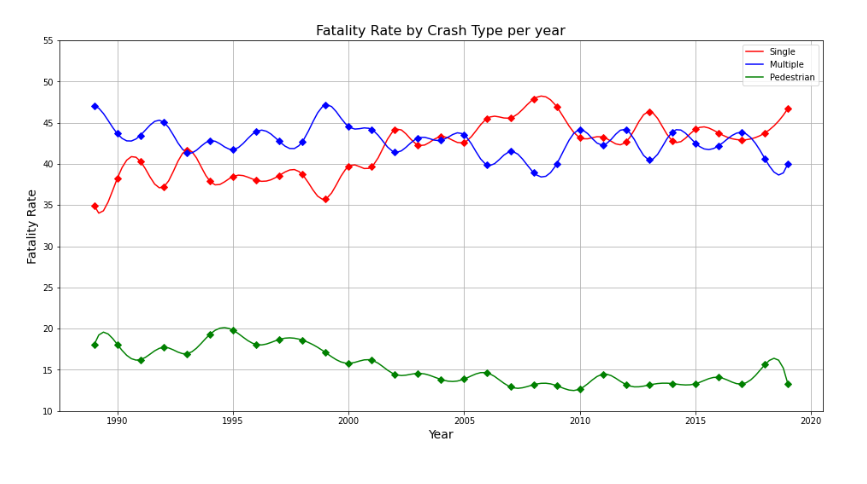 Fatality Rate by Crash Type per year
Single
Multiple
Pedestrian
55
50
45
40
35
30
25
20
15
10
Fatality Rate
1990 1995 2000 2005 2010 2015 2020
Year